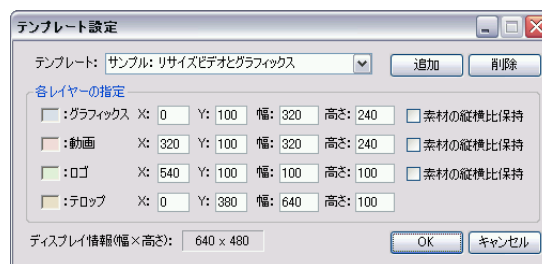 テンプレート設定
テンプレート: サンプル: リサイズビデオとグラフィックス 追加 削除
各レイヤーの指定
:グラフィックス X: 0 Y: 100 幅: 320 高さ: 240 素材の縦横比保持
:動画 X: 320 Y: 100 幅: 320 高さ: 240 素材の縦横比保持
:ロゴ X: 540 Y: 100 幅: 100 高さ: 100 素材の縦横比保持
:テロップ X: 0 Y: 380 幅: 640 高さ: 100
ディスプレイ情報(幅×高さ): 640 x 480 OK キャンセル